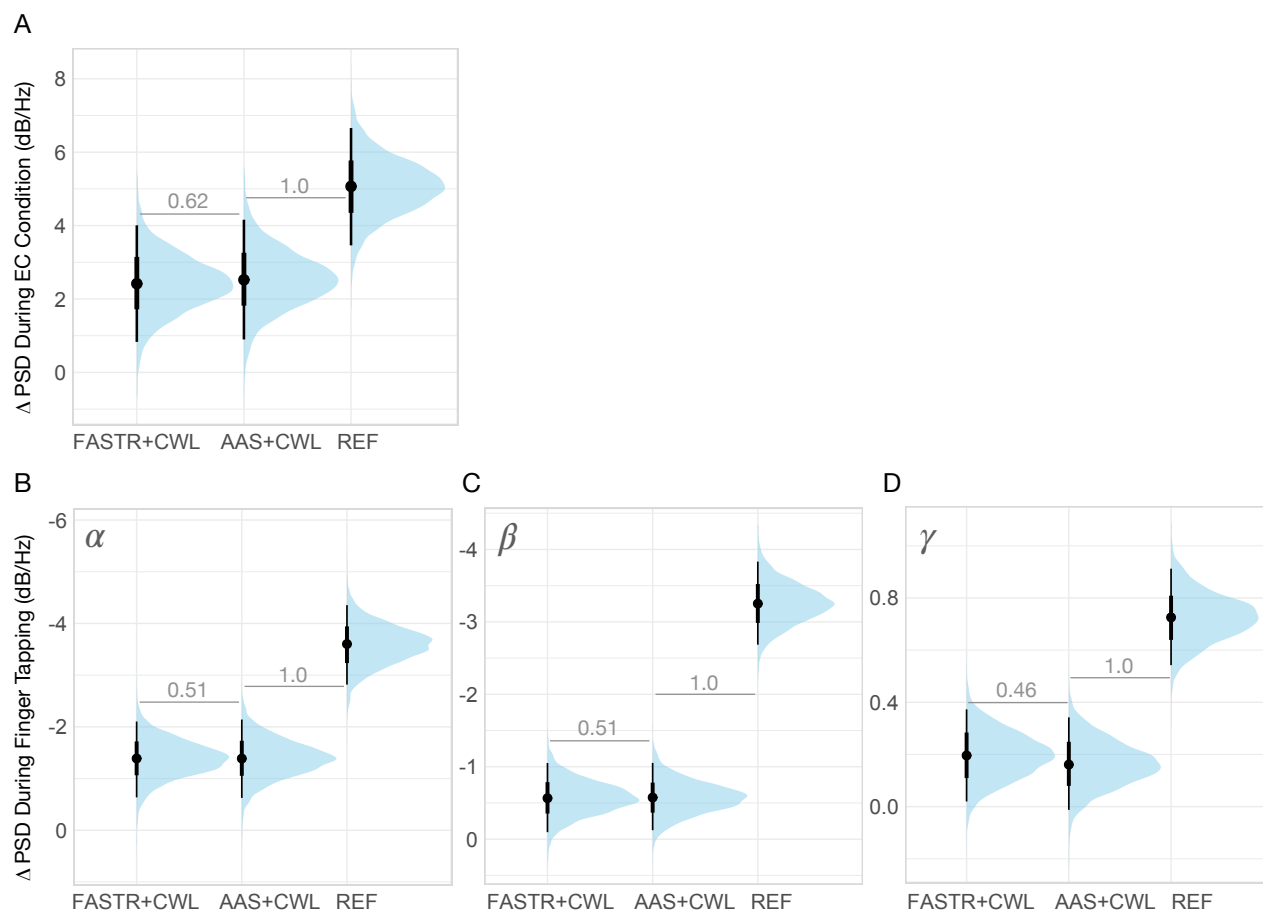 A
Δ PSD During EC Condition (dB/Hz)
8
6
4
2
0
0.62
1.0
FASTR+CWL AAS+CWL REF
B
Δ PSD During Finger Tapping (dB/Hz)
α
-6
-4
-2
0
0.51
1.0
FASTR+CWL AAS+CWL REF
C
β
-4
-3
-2
-1
0
1.0
0.51
FASTR+CWL AAS+CWL REF
D
γ
0.8
0.4
0.0
1.0
0.46
FASTR+CWL AAS+CWL REF